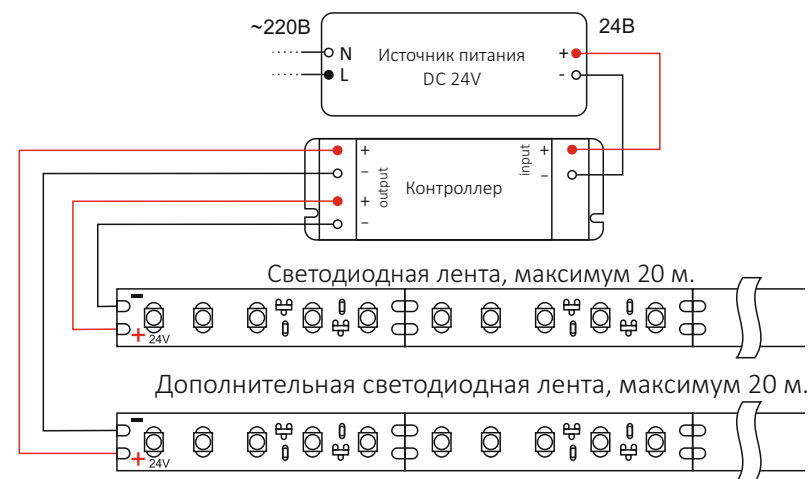 ~220В
24В
N
Источник питания
+
L
DC 24V
-
+
input
+
–
output
Контроллер
–
+
–
Светодиодная лента, максимум 20 м.
–
+
24V
Дополнительная светодиодная лента, максимум 20 м.
–
+
24V